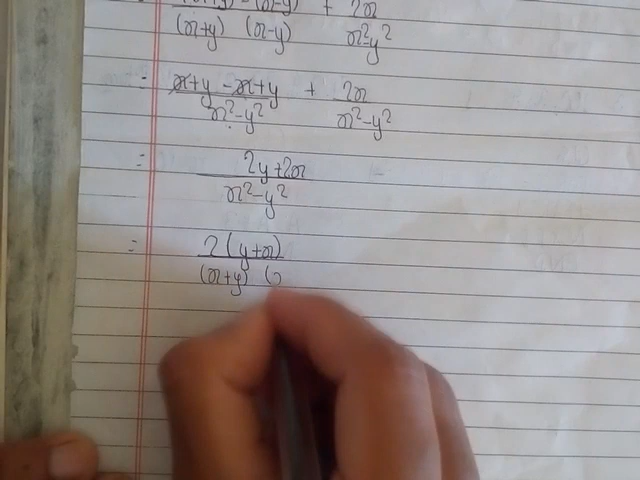 (x+y) (x-y) x²-y²
= x+y-x+y + 2x
x²-y² x²-y²
= 2y+2x
x²-y²
= 2(y+x)
(x+y) (